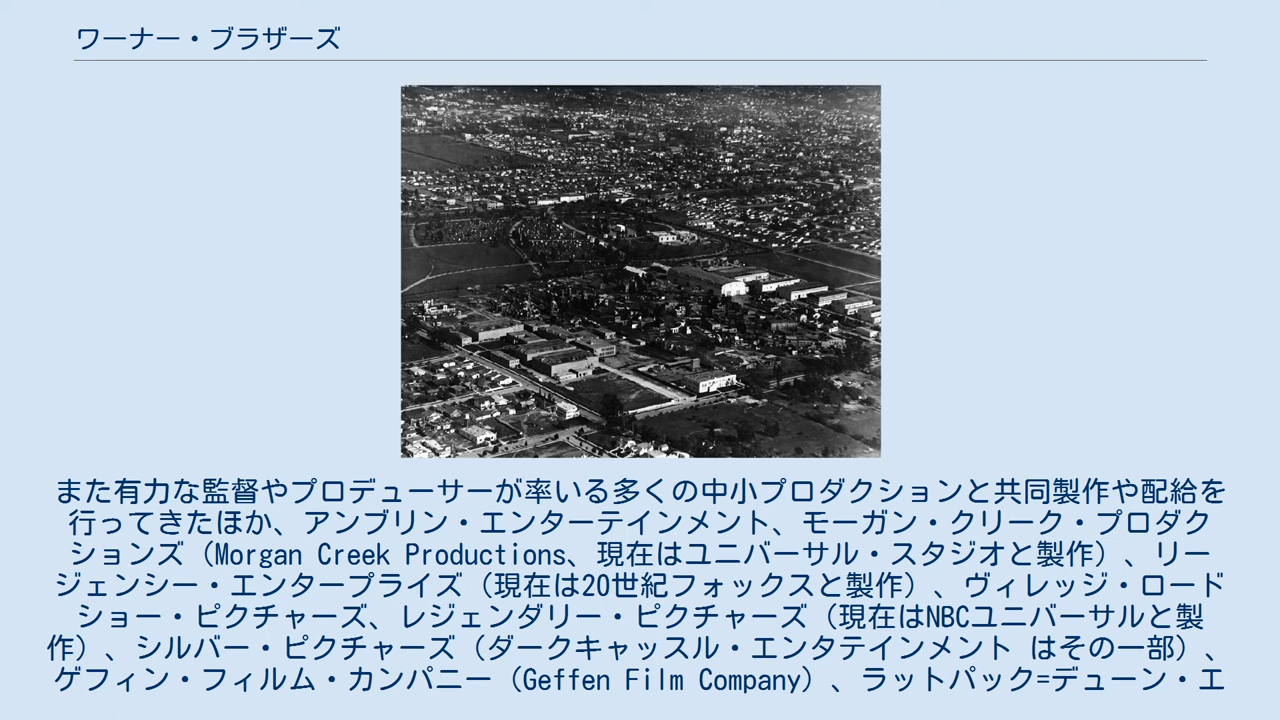 ワーナー・ブラザーズ
また有力な監督やプロデューサーが率いる多くの中小プロダクションと共同製作や配給を
行ってきたほか、アンブリン・エンターテインメント、モーガン・クリーク・プロダク
ションズ（Morgan Creek Productions、現在はユニバーサル・スタジオと製作）、リー
ジェンシー・エンタープライズ（現在は20世紀フォックスと製作）、ヴィレッジ・ロード
ショー・ピクチャーズ、レジェンダリー・ピクチャーズ（現在はNBCユニバーサルと製
作）、シルバー・ピクチャーズ（ダークキャッスル・エンタテインメント はその一部）、
ゲフィン・フィルム・カンパニー（Geffen Film Company）、ラットパック=デューン・エ